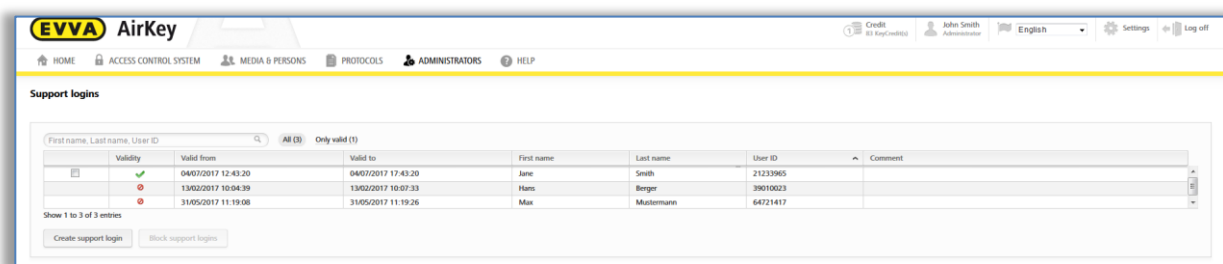 EVVA AirKey
Credit
83 KeyCredit(s)
John Smith
Administrator
English
Settings
Log off
HOME ACCESS CONTROL SYSTEM MEDIA & PERSONS PROTOCOLS ADMINISTRATORS HELP
Support logins
First name, Last name, User ID All (3) Only valid (1)
Validity Valid from Valid to First name Last name User ID Comment
04/07/2017 12:43:20 04/07/2017 17:43:20 Jane Smith 21233965
13/02/2017 10:04:39 13/02/2017 10:07:33 Hans Berger 39010023
31/05/2017 11:19:08 31/05/2017 11:19:26 Max Mustermann 64721417
Show 1 to 3 of 3 entries
Create support login Block support logins